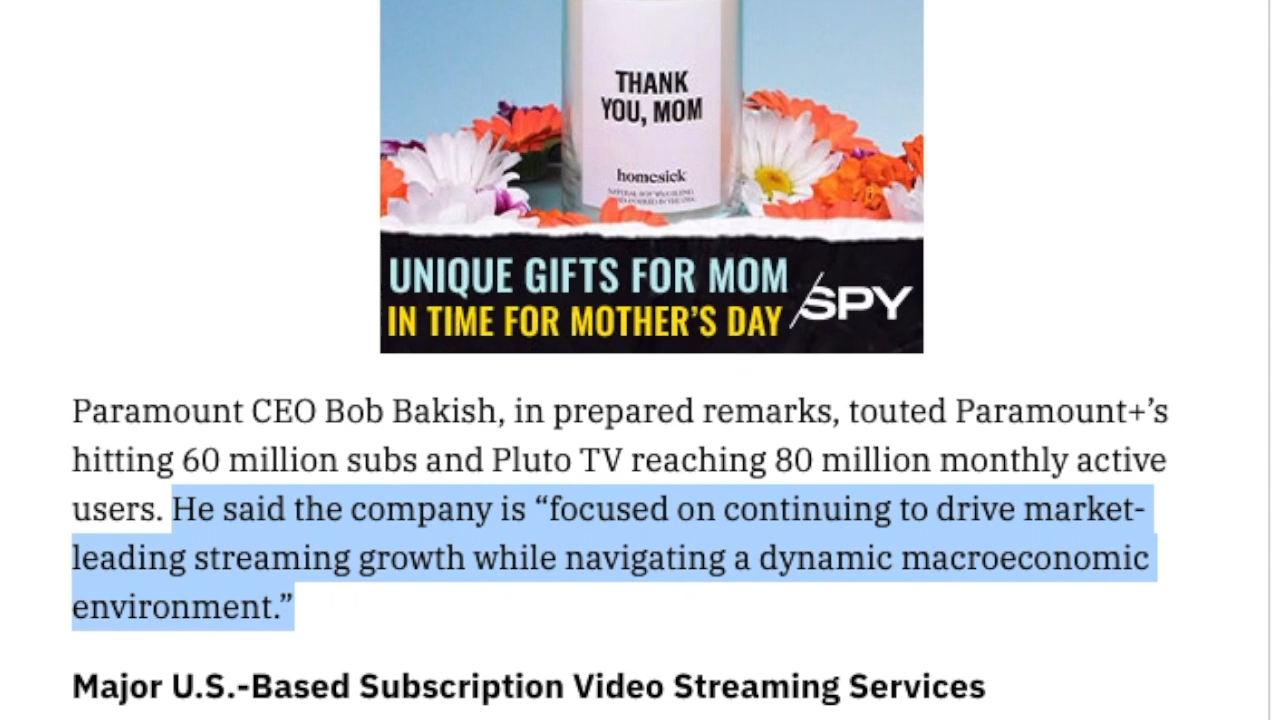 THANK
YOU, MOM
homesick
UNIQUE GIFTS FOR MOM
IN TIME FOR MOTHER'S DAY
SPY
Paramount CEO Bob Bakish, in prepared remarks, touted Paramount+’s
hitting 60 million subs and Pluto TV reaching 80 million monthly active
users. He said the company is “focused on continuing to drive market-
leading streaming growth while navigating a dynamic macroeconomic
environment.”
Major U.S.-Based Subscription Video Streaming Services